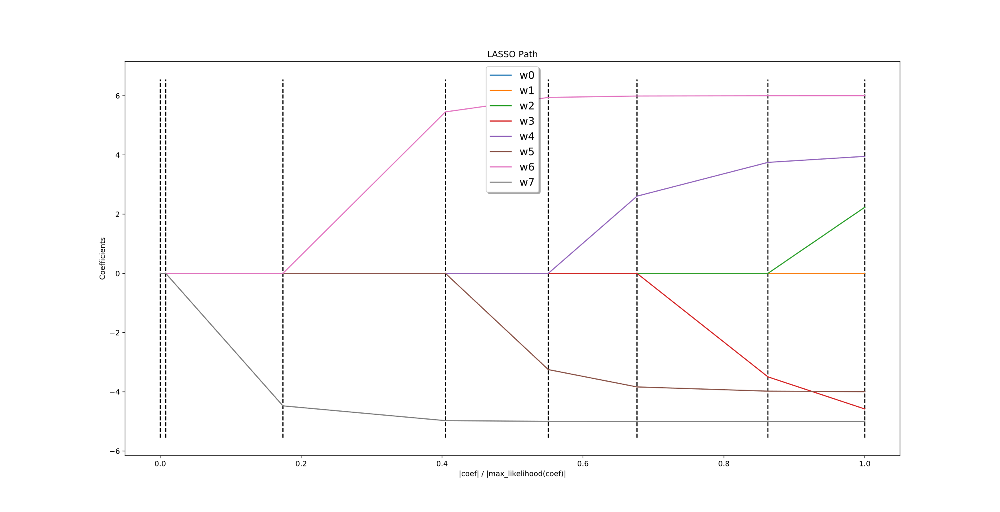 LASSO Path
w0
w1
w2
w3
w4
w5
w6
w7
6
4
2
0
−2
−4
−6
Coefficients
0.0 0.2 0.4 0.6 0.8 1.0
|coef| / |max_likelihood(coef)|